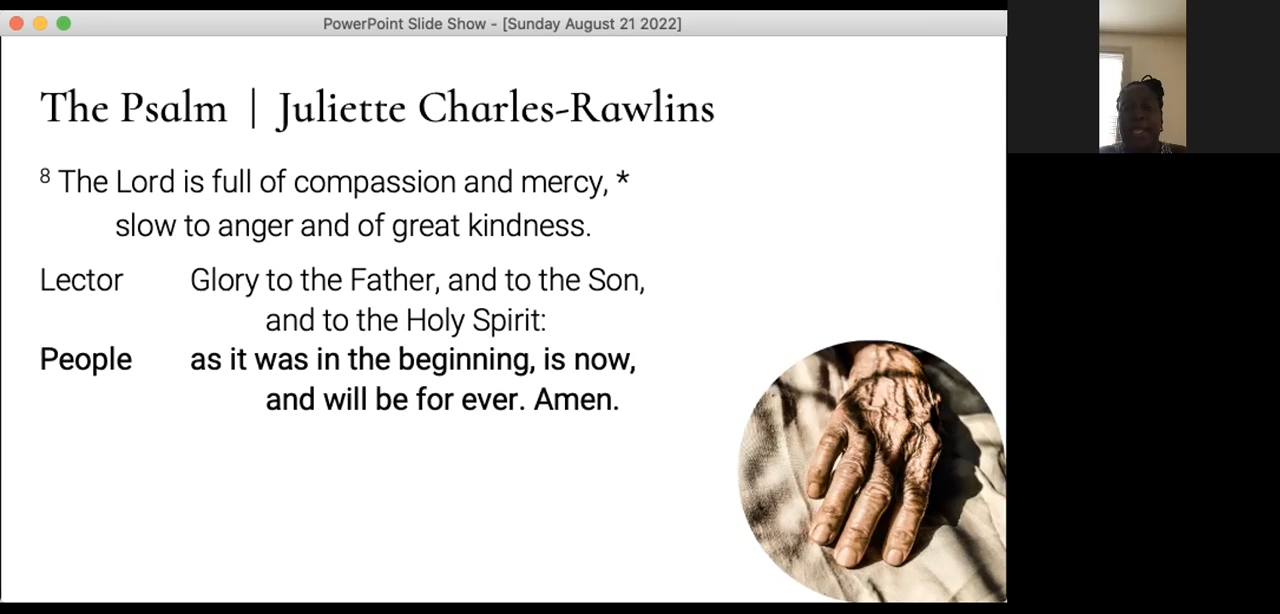 PowerPoint Slide Show - [Sunday August 21 2022]
The Psalm | Juliette Charles-Rawlins
8 The Lord is full of compassion and mercy, *
slow to anger and of great kindness.
Lector Glory to the Father, and to the Son,
and to the Holy Spirit:
People as it was in the beginning, is now,
and will be for ever. Amen.